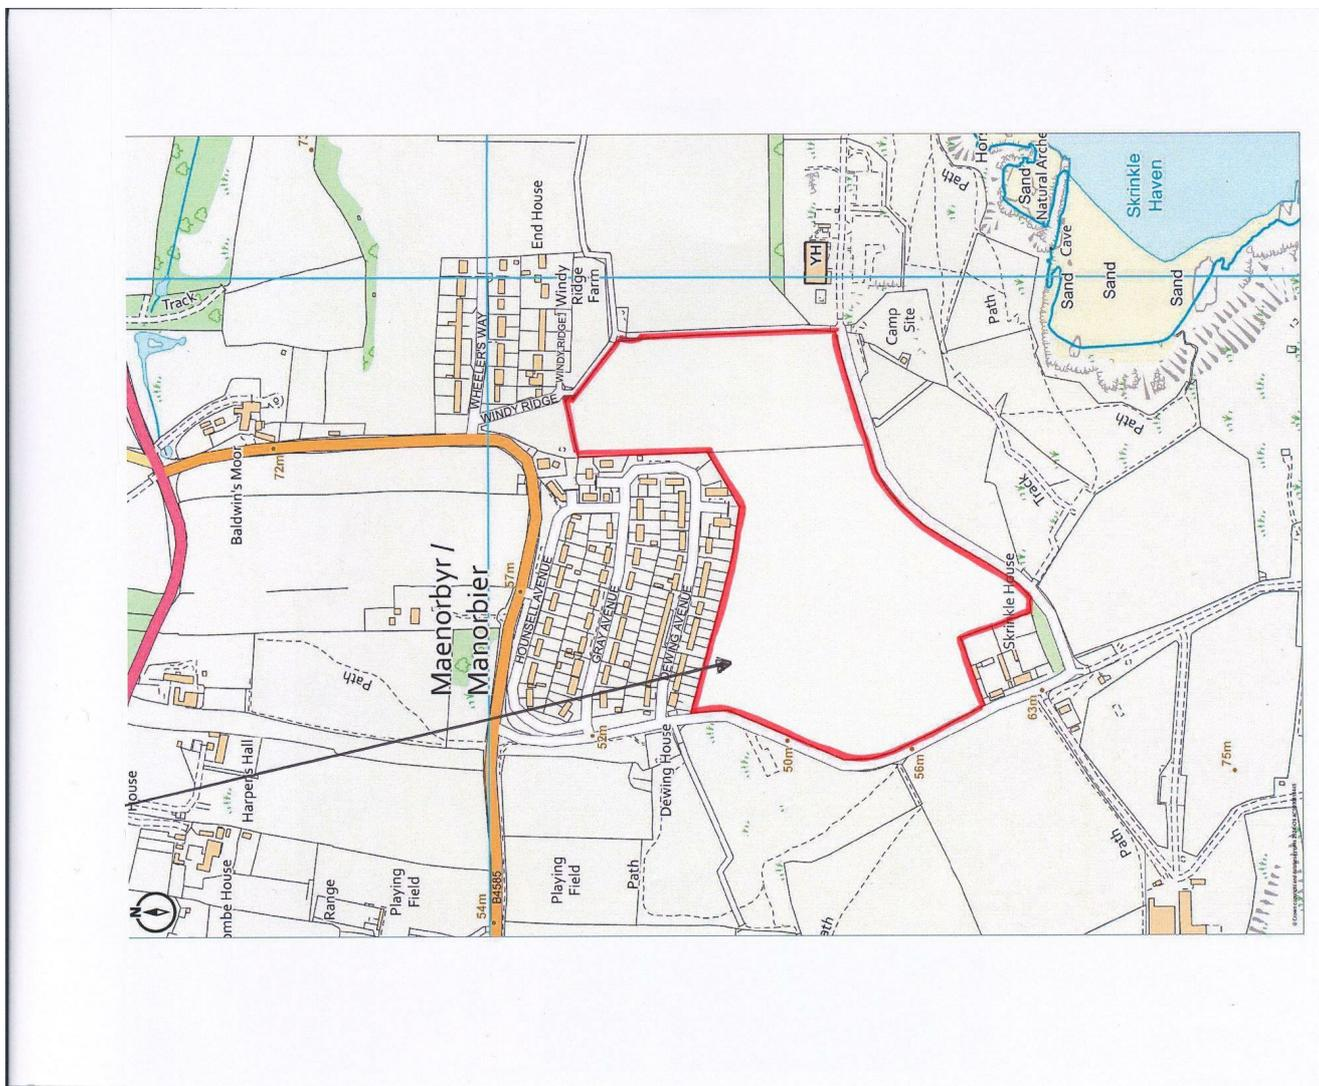 House
Harper's Hall
ombe House
Range
Playing
Field
N
Baldwin's Moor
72m
Track
Path
Maenorbyr /
Manorbier
57m
54m
B4585
WHEELER'S WAY
WINDY RIDGE
WINDY RIDGE
End House
Windy
Ridge
Farm
HOUNSELL AVENUE
GRAY AVENUE
DEWING AVENUE
52m
Dewing House
Playing
Field
Path
50m
56m
ath
YH
Camp
Site
Path
Path
Hor
Sand
Natural Arche
Cave
Sand
Sand
Sand
Skrinkle
Haven
Path
Track
Skrinkle House
63m
Path
75m